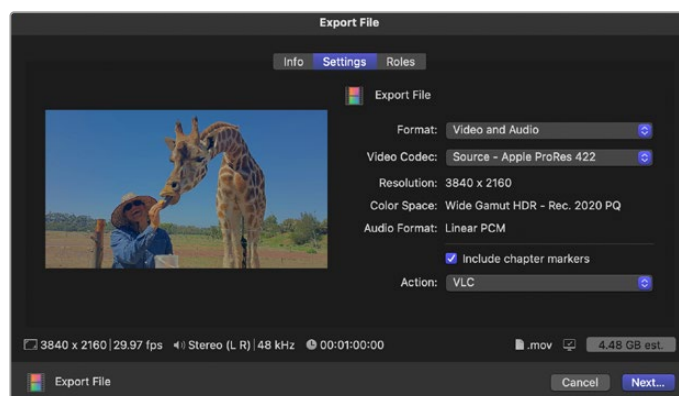 Export File
Info Settings Roles
Export File
Format: Video and Audio
Video Codec: Source - Apple ProRes 422
Resolution: 3840 x 2160
Color Space: Wide Gamut HDR - Rec. 2020 PQ
Audio Format: Linear PCM
Include chapter markers
Action: VLC
3840 x 2160 | 29.97 fps Stereo (L R) | 48 kHz 00:01:00:00 .mov 4.48 GB est.
Export File Cancel Next...